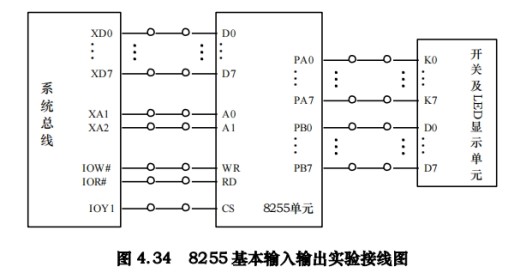 系统总线
XD0
XD7
XA1
XA2
IOW#
IOR#
IOY1
D0
D7
A0
A1
WR
RD
CS
8255单元
PA0
PA7
PB0
PB7
K0
K7
D0
D7
开关及LED显示单元
图 4.34 8255 基本输入输出实验接线图